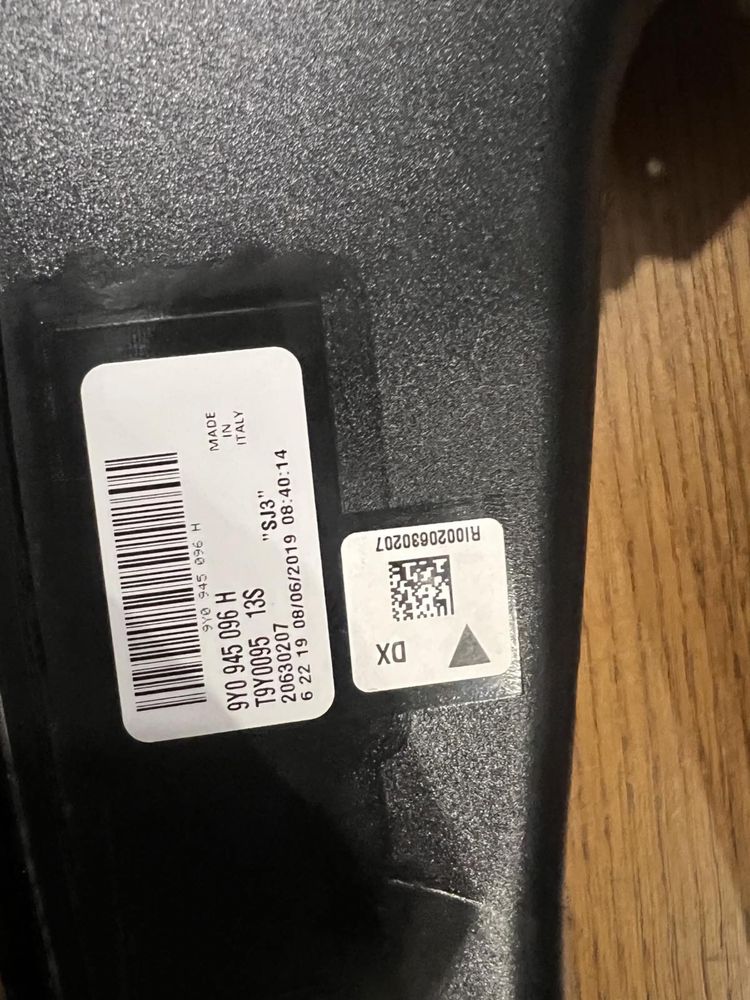 MADE
IN
ITALY
9Y0 945 096 H
9Y0 945 096 H
T9Y0095 13S "SJ3"
20630207
6 22 19 08/06/2019 08:40:14
RI0020630207
DX